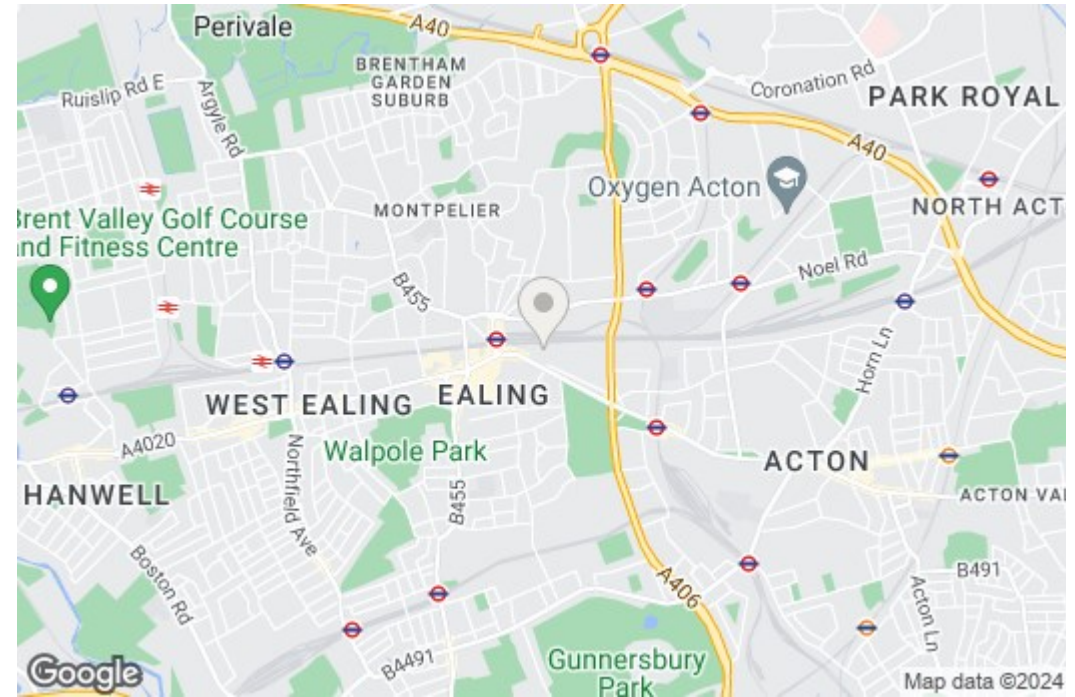 A40
Perivale
BRENTHAM
GARDEN
SUBURB
Ruislip Rd E
Argyle Rd
Coronation Rd
PARK ROYAL
A40
Oxygen Acton
MONTPELIER
NORTH ACT
Brent Valley Golf Course
and Fitness Centre
Noel Rd
B455
Horn Ln
EALING
WEST EALING
A4020
Walpole Park
ACTON
HANWELL
Northfield Ave
B455
ACTON VAL
Boston Rd
A406
B491
Acton Ln
B4491
Gunnersbury
Park
Google
Map data ©2024